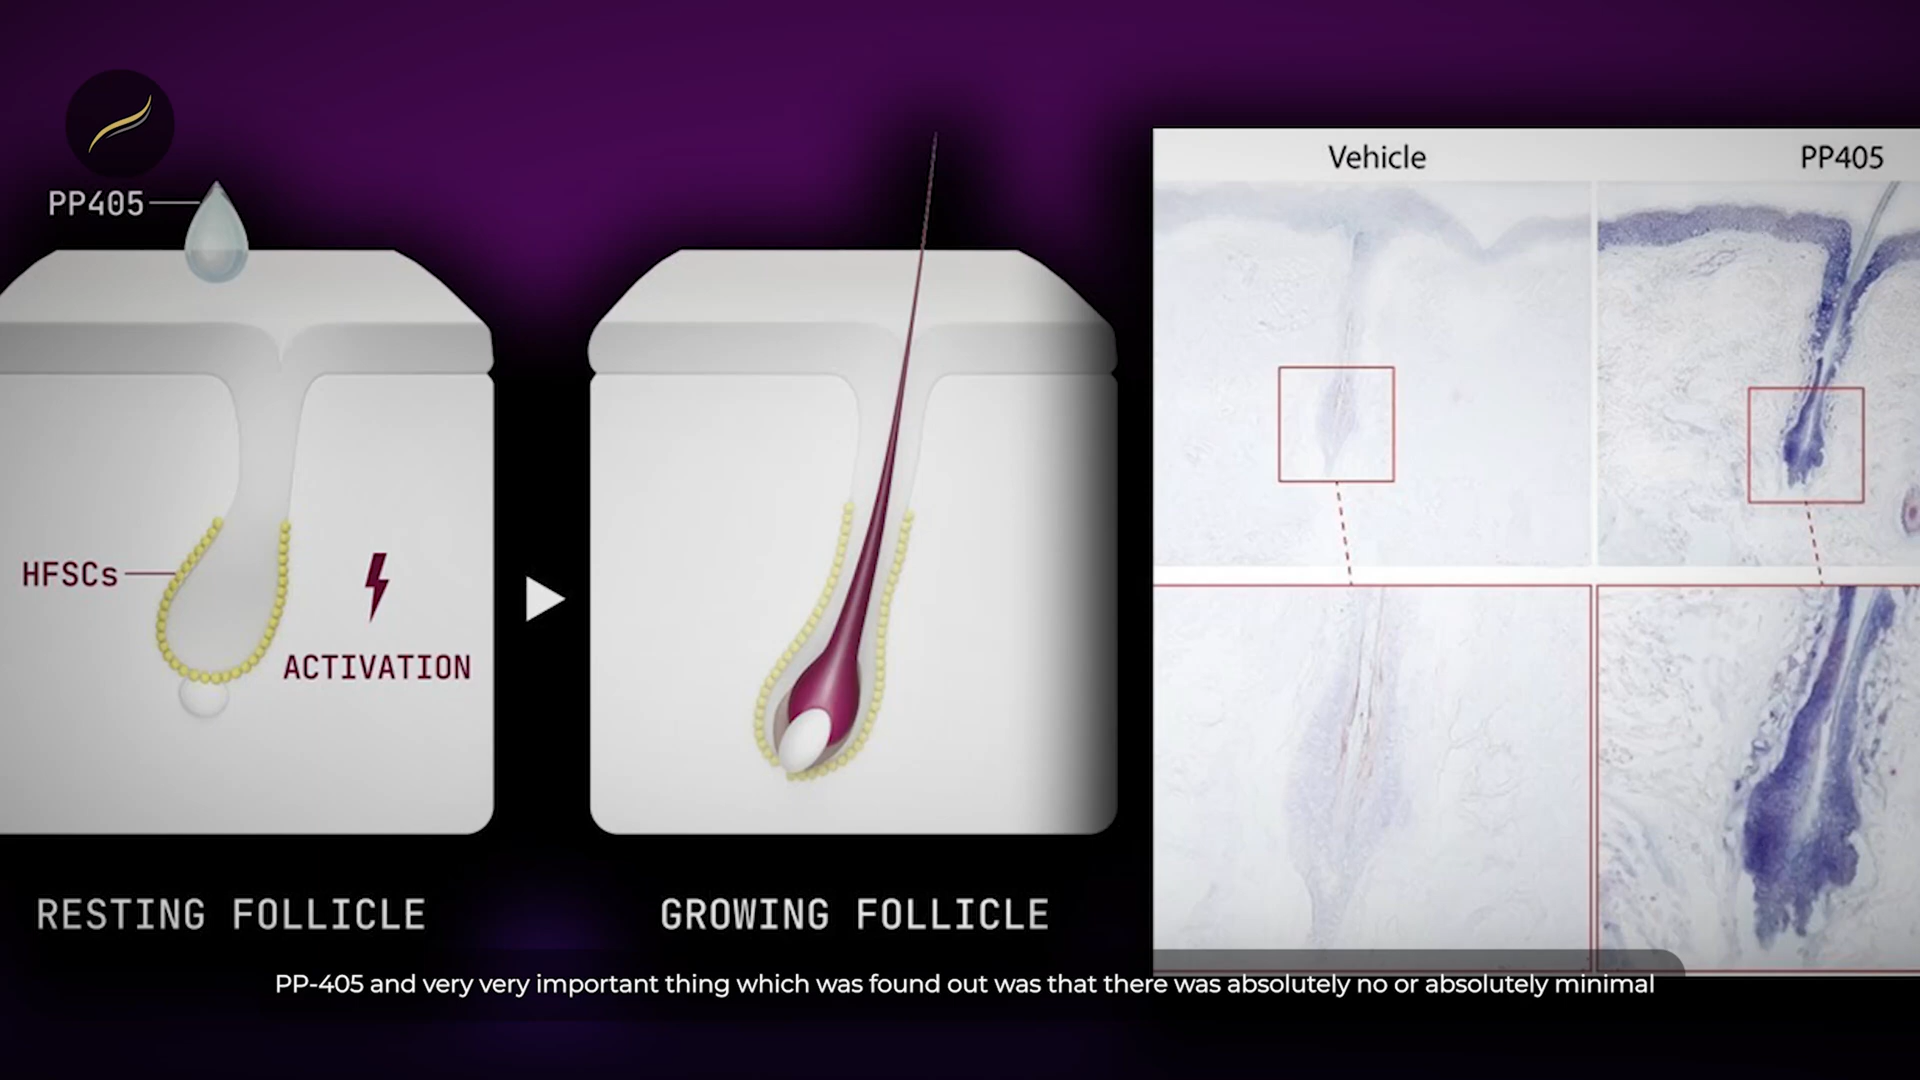 PP405
HFSCs
ACTIVATION
RESTING FOLLICLE
GROWING FOLLICLE
Vehicle
PP405
PP-405 and very very important thing which was found out was that there was absolutely no or absolutely minimal